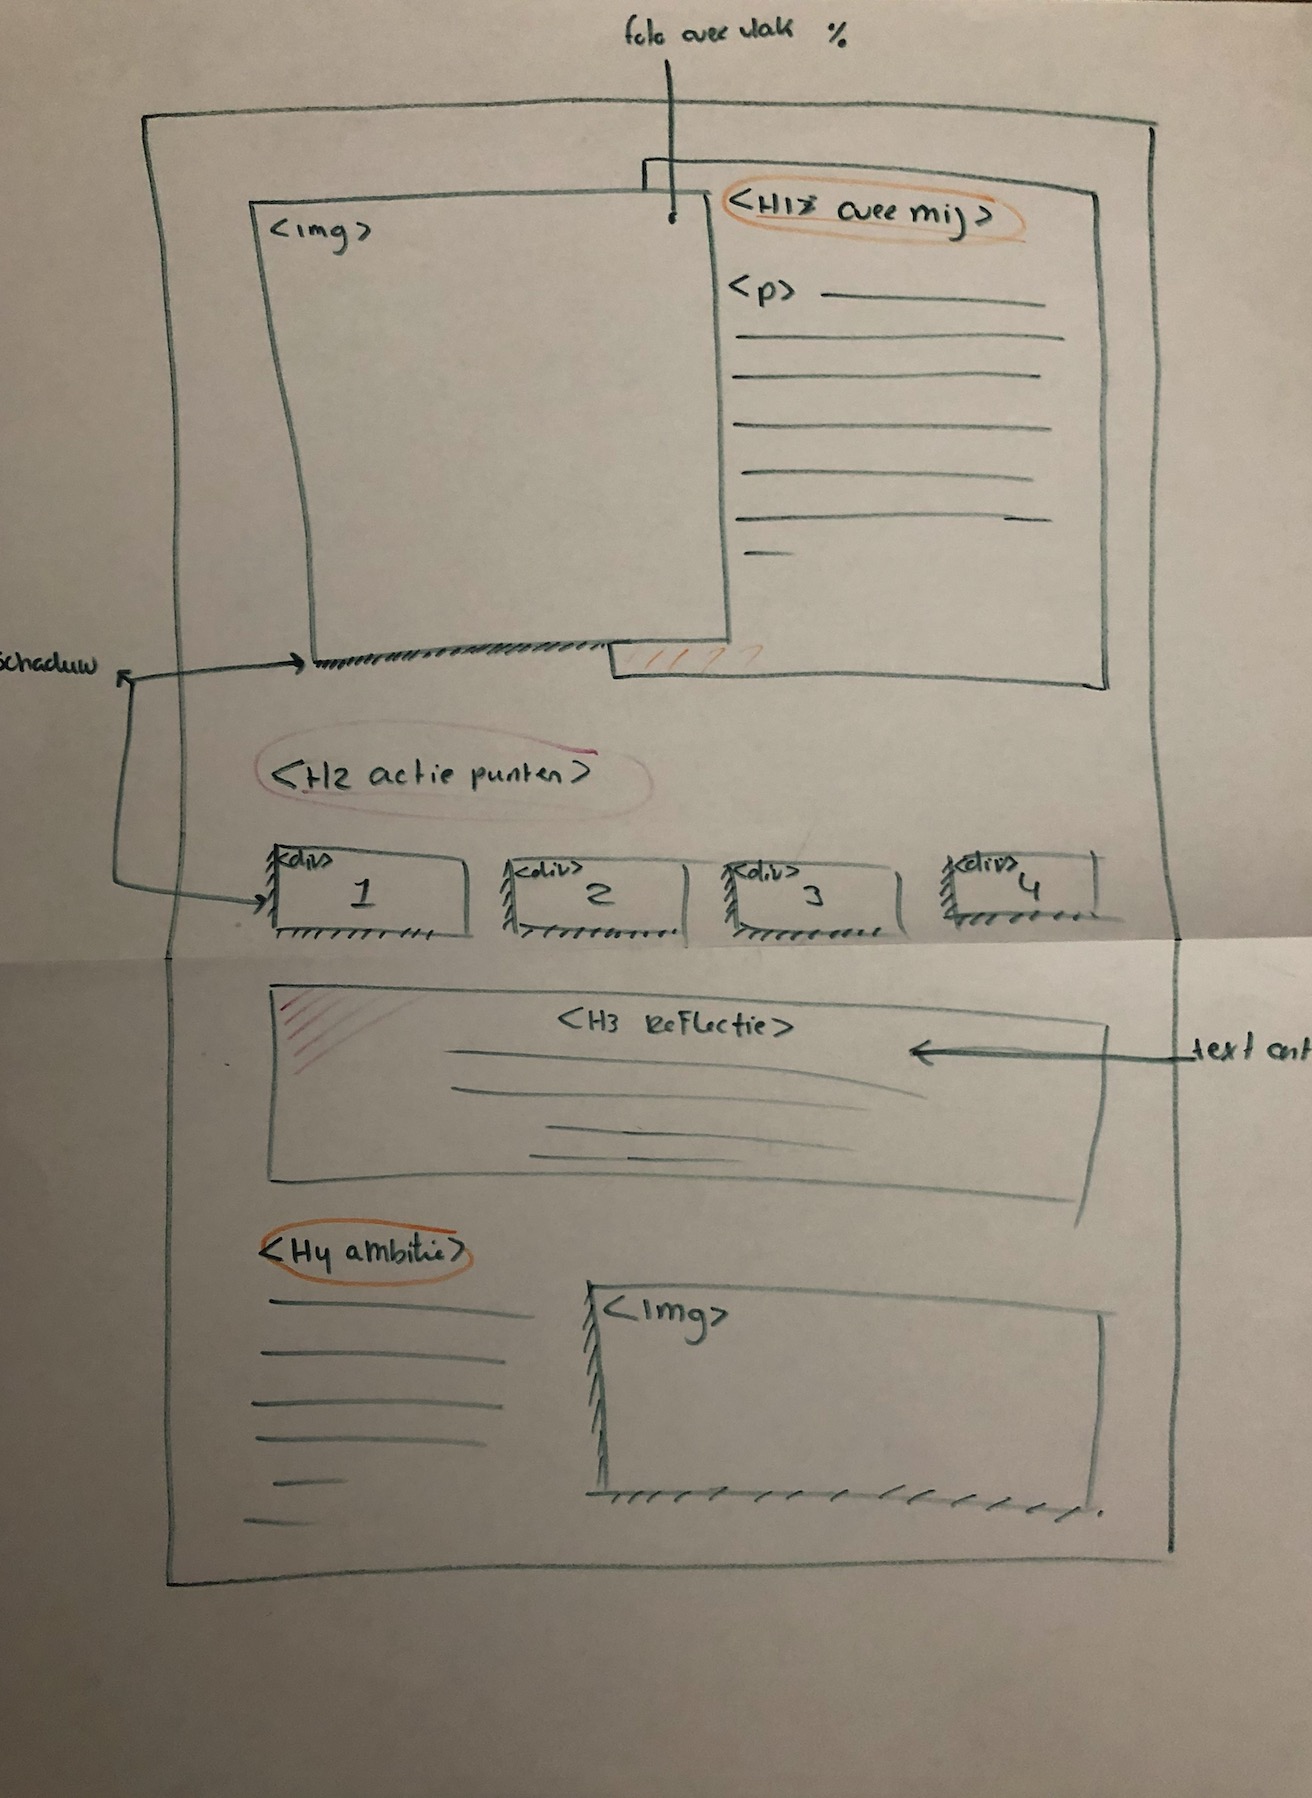 foto over vlak %
<img>
<H1> over mij>
<p>
schaduw
<H2 actie punten>
<div>
1
<div>
2
<div>
3
<div>
4
<H3 Reflectie>
text
<H4 ambitie>
<img>